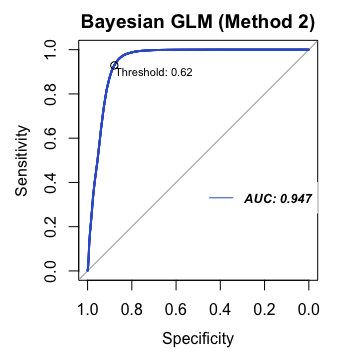 Bayesian GLM (Method 2)
Sensitivity
1.0
0.8
0.6
0.4
0.2
0.0
Threshold: 0.62
AUC: 0.947
1.0 0.8 0.6 0.4 0.2 0.0
Specificity